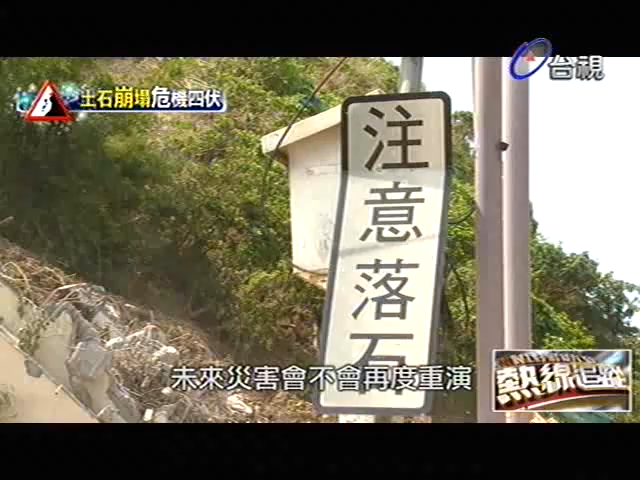 台視
土石崩塌危機四伏
注意落石
未來災害會不會再度重演
熱線追蹤